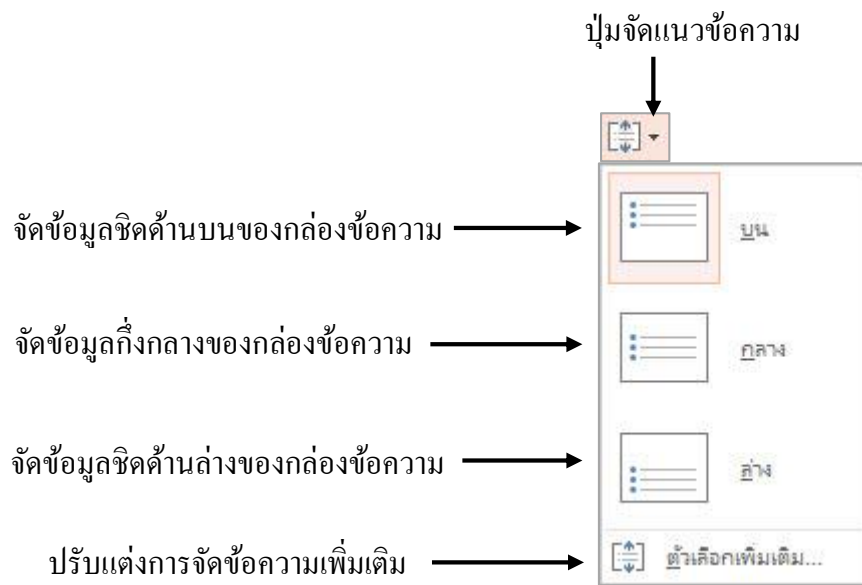 ปุ่มจัดแนวข้อความ
จัดข้อมูลชิดด้านบนของกล่องข้อความ
บน
จัดข้อมูลกึ่งกลางของกล่องข้อความ
กลาง
จัดข้อมูลชิดด้านล่างของกล่องข้อความ
ล่าง
ปรับแต่งการจัดข้อความเพิ่มเติม
ตัวเลือกเพิ่มเติม...